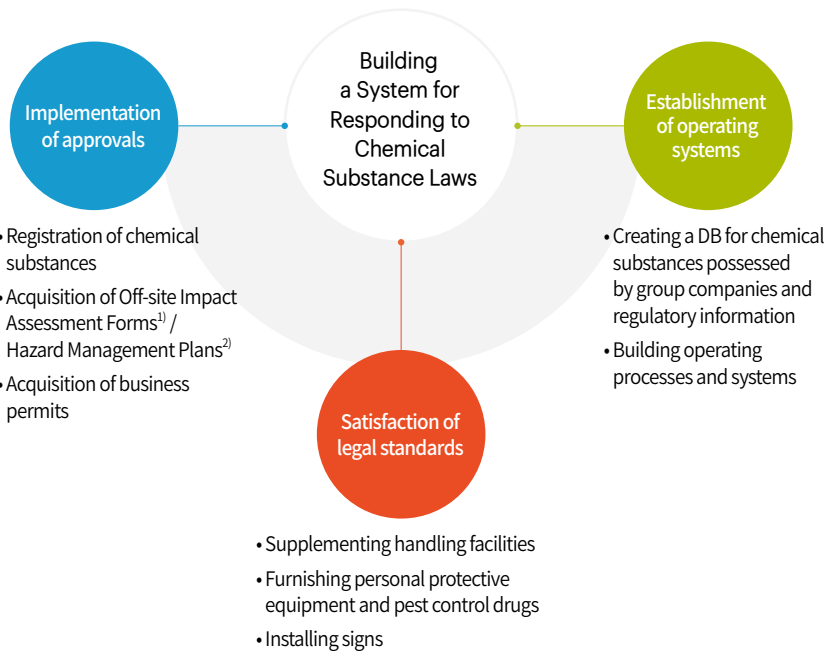 Building
a System for
Responding to
Chemical
Substance Laws
Implementation
of approvals
• Registration of chemical
substances
• Acquisition of Off-site Impact
Assessment Forms1) /
Hazard Management Plans2)
• Acquisition of business
permits
Establishment
of operating
systems
• Creating a DB for chemical
substances possessed
by group companies and
regulatory information
• Building operating
processes and systems
Satisfaction of
legal standards
• Supplementing handling facilities
• Furnishing personal protective
equipment and pest control drugs
• Installing signs